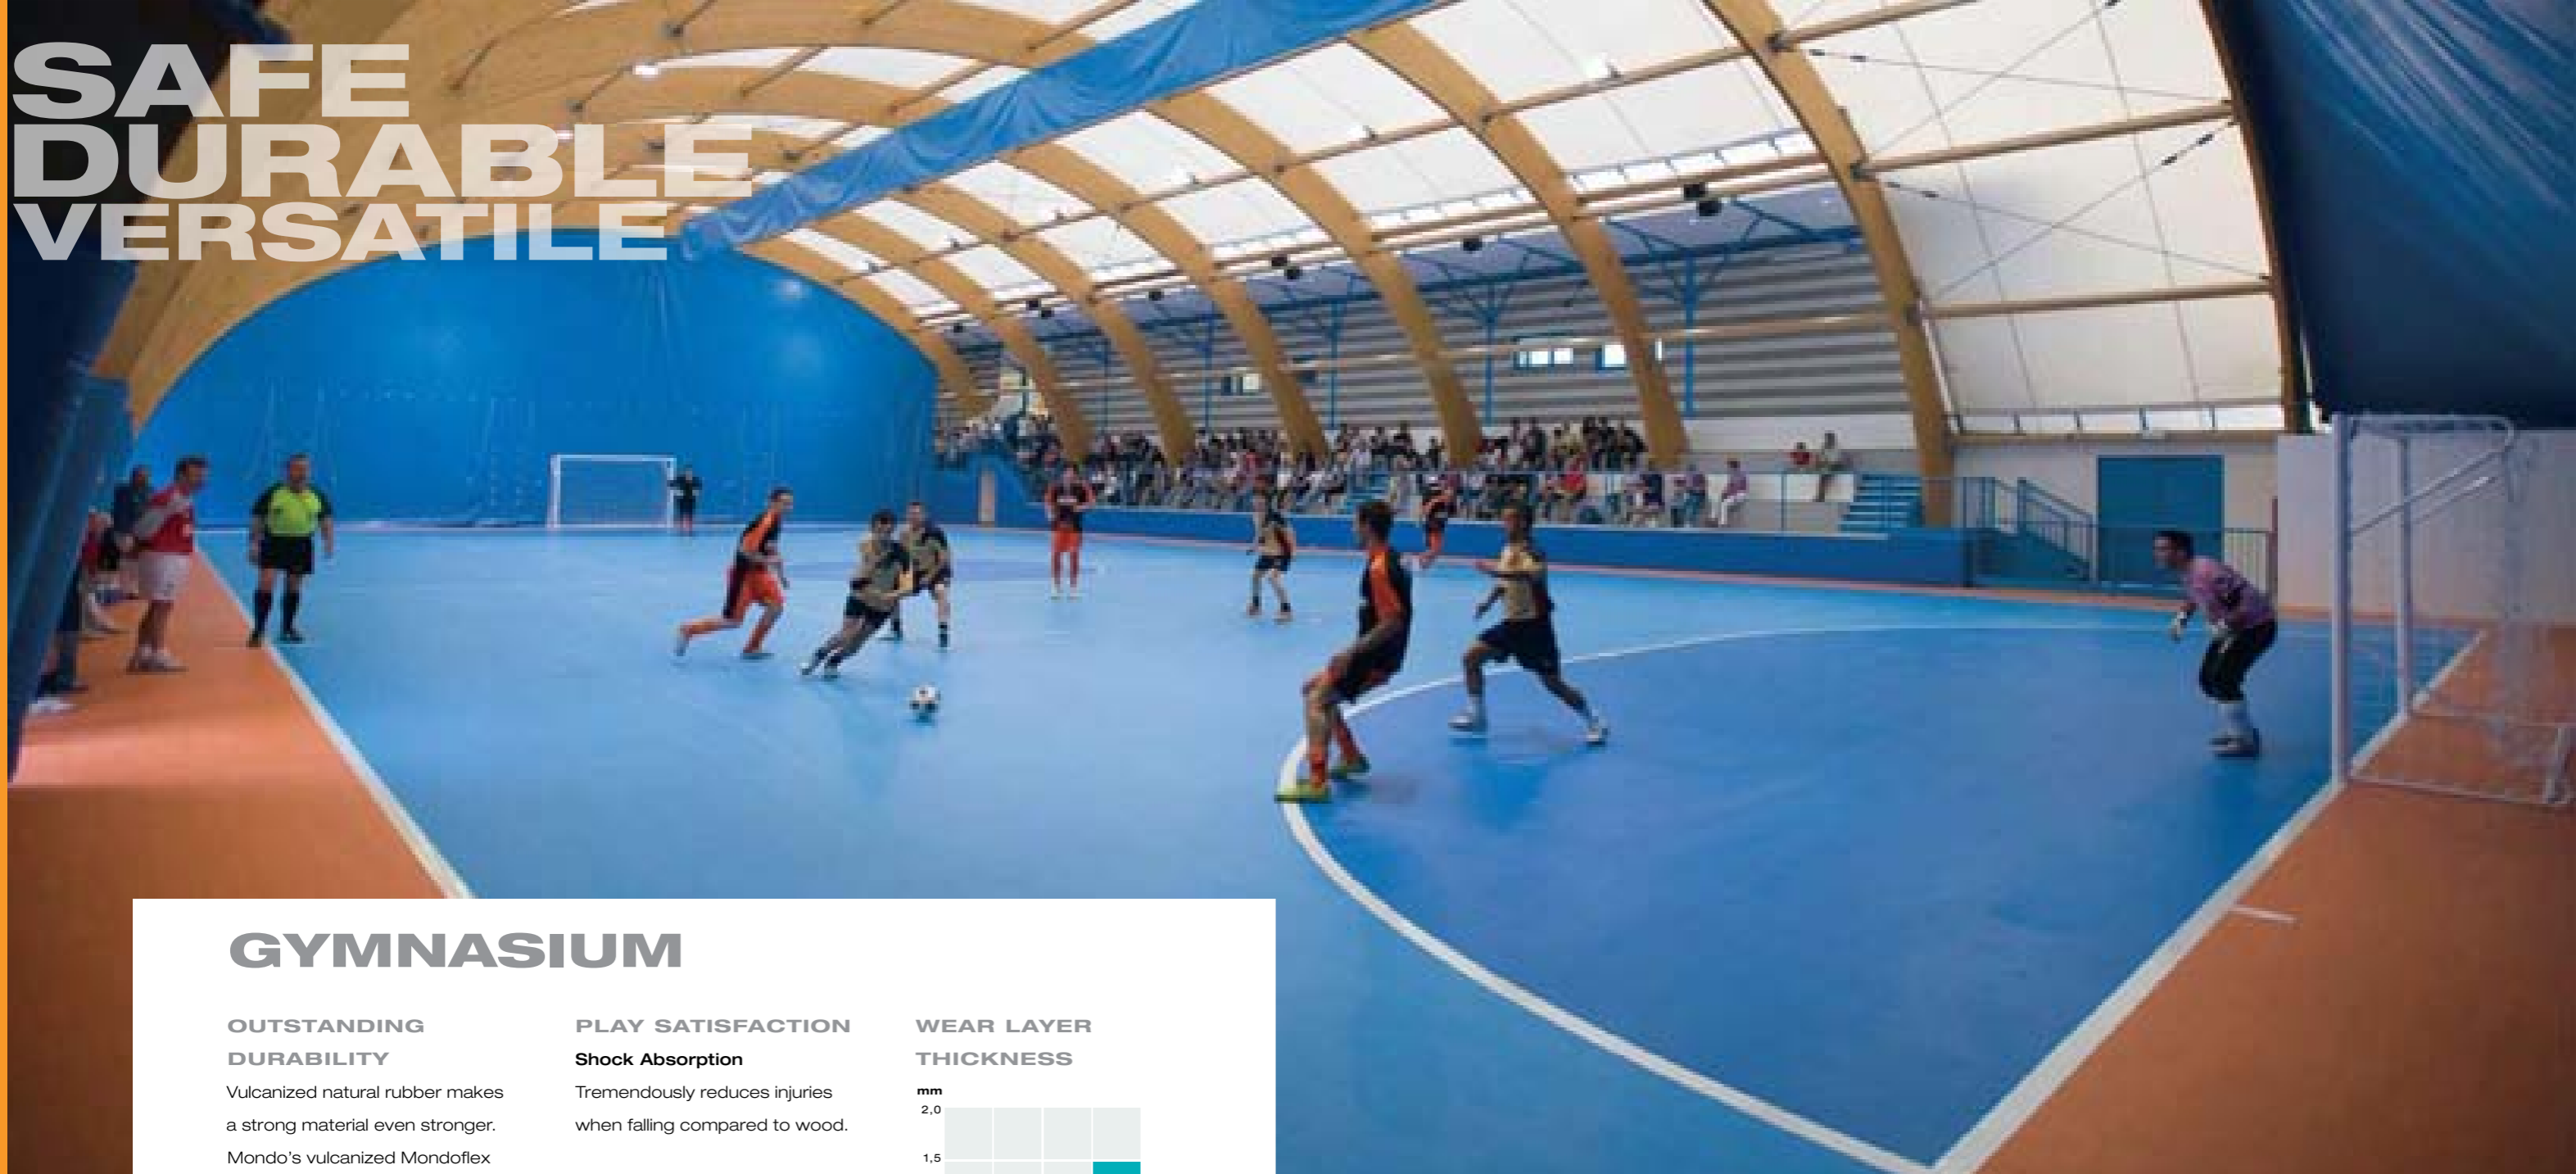 SAFE
DURABLE
VERSATILE
GYMNASIUM
OUTSTANDING
DURABILITY
Vulcanized natural rubber makes
a strong material even stronger.
Mondo’s vulcanized Mondoflex
PLAY SATISFACTION
Shock Absorption
Tremendously reduces injuries
when falling compared to wood.
WEAR LAYER
THICKNESS
mm
2,0
1,5